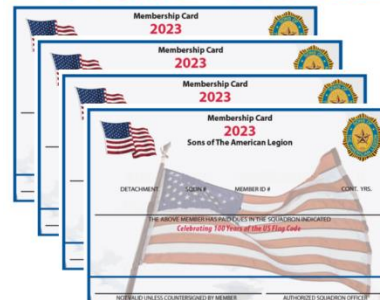 Membership Card
2023
Membership Card
2023
Membership Card
2023
Membership Card
2023
Sons of The American Legion
DETACHMENT SQDN # MEMBER ID # CONT. YRS.
THE ABOVE MEMBER HAS PAID DUES IN THE SQUADRON INDICATED
Celebrating 100 Years of the US Flag Code
NOT VALID UNLESS COUNTERSIGNED BY MEMBER AUTHORIZED SQUADRON OFFICER